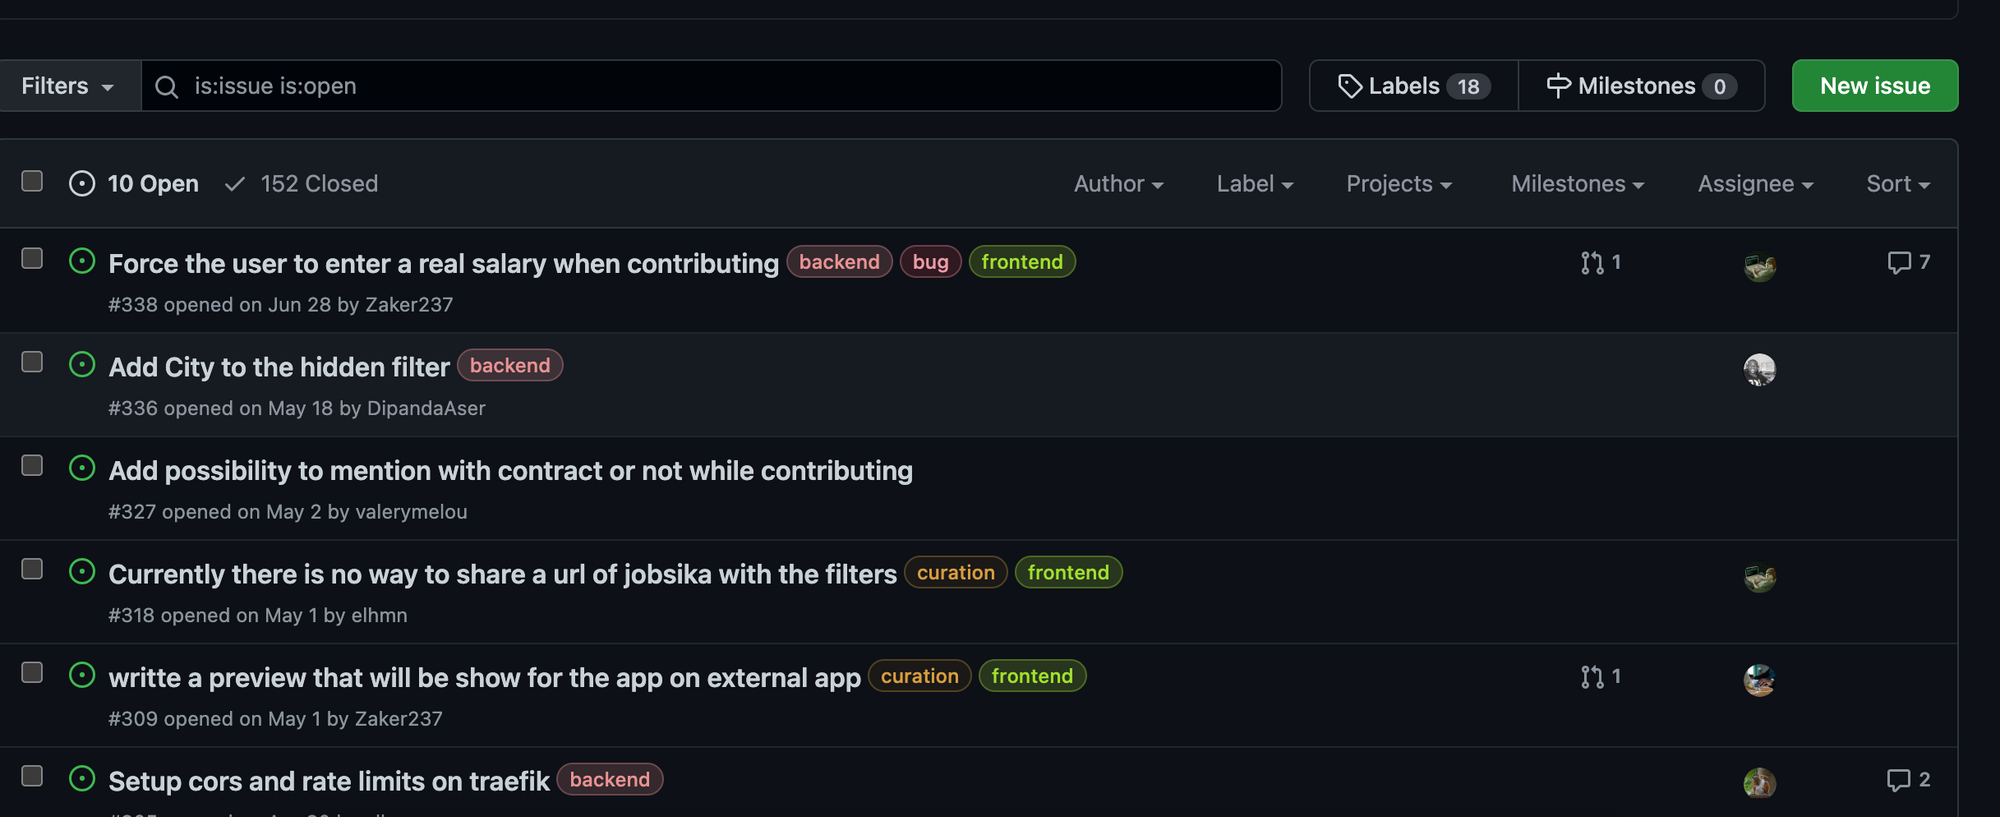 Filters is:issue is:open Labels 18 Milestones 0 New issue
10 Open 152 Closed Author Label Projects Milestones Assignee Sort
Force the user to enter a real salary when contributing backend bug frontend 1 7
#338 opened on Jun 28 by Zaker237
Add City to the hidden filter backend
#336 opened on May 18 by DipandaAser
Add possibility to mention with contract or not while contributing
#327 opened on May 2 by valerymelou
Currently there is no way to share a url of jobsika with the filters curation frontend
#318 opened on May 1 by elhmn
writte a preview that will be show for the app on external app curation frontend 1
#309 opened on May 1 by Zaker237
Setup cors and rate limits on traefik backend 2